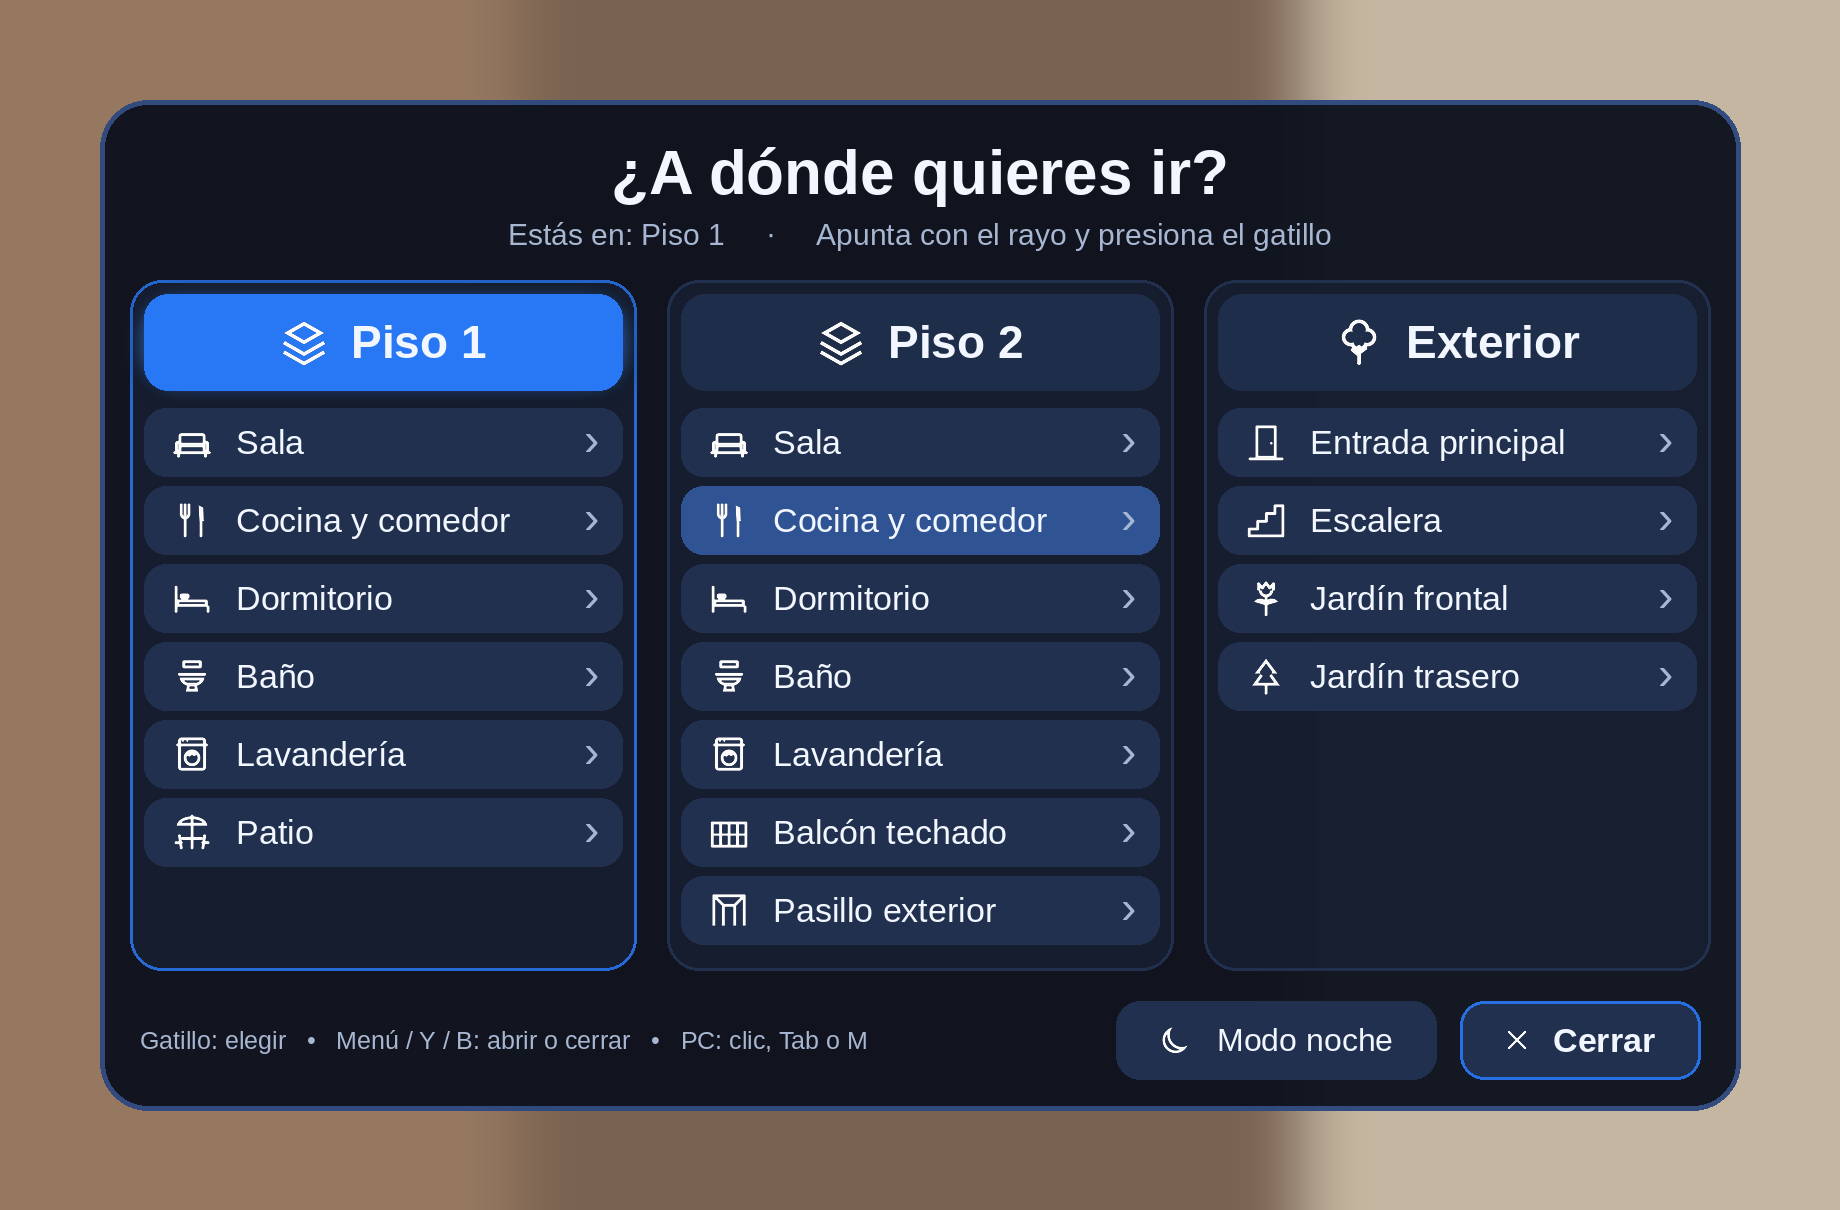 ¿A dónde quieres ir?
Estás en: Piso 1 · Apunta con el rayo y presiona el gatillo
Piso 1
Sala
Cocina y comedor
Dormitorio
Baño
Lavandería
Patio
Piso 2
Sala
Cocina y comedor
Dormitorio
Baño
Lavandería
Balcón techado
Pasillo exterior
Exterior
Entrada principal
Escalera
Jardín frontal
Jardín trasero
Gatillo: elegir • Menú / Y / B: abrir o cerrar • PC: clic, Tab o M
Modo noche
Cerrar